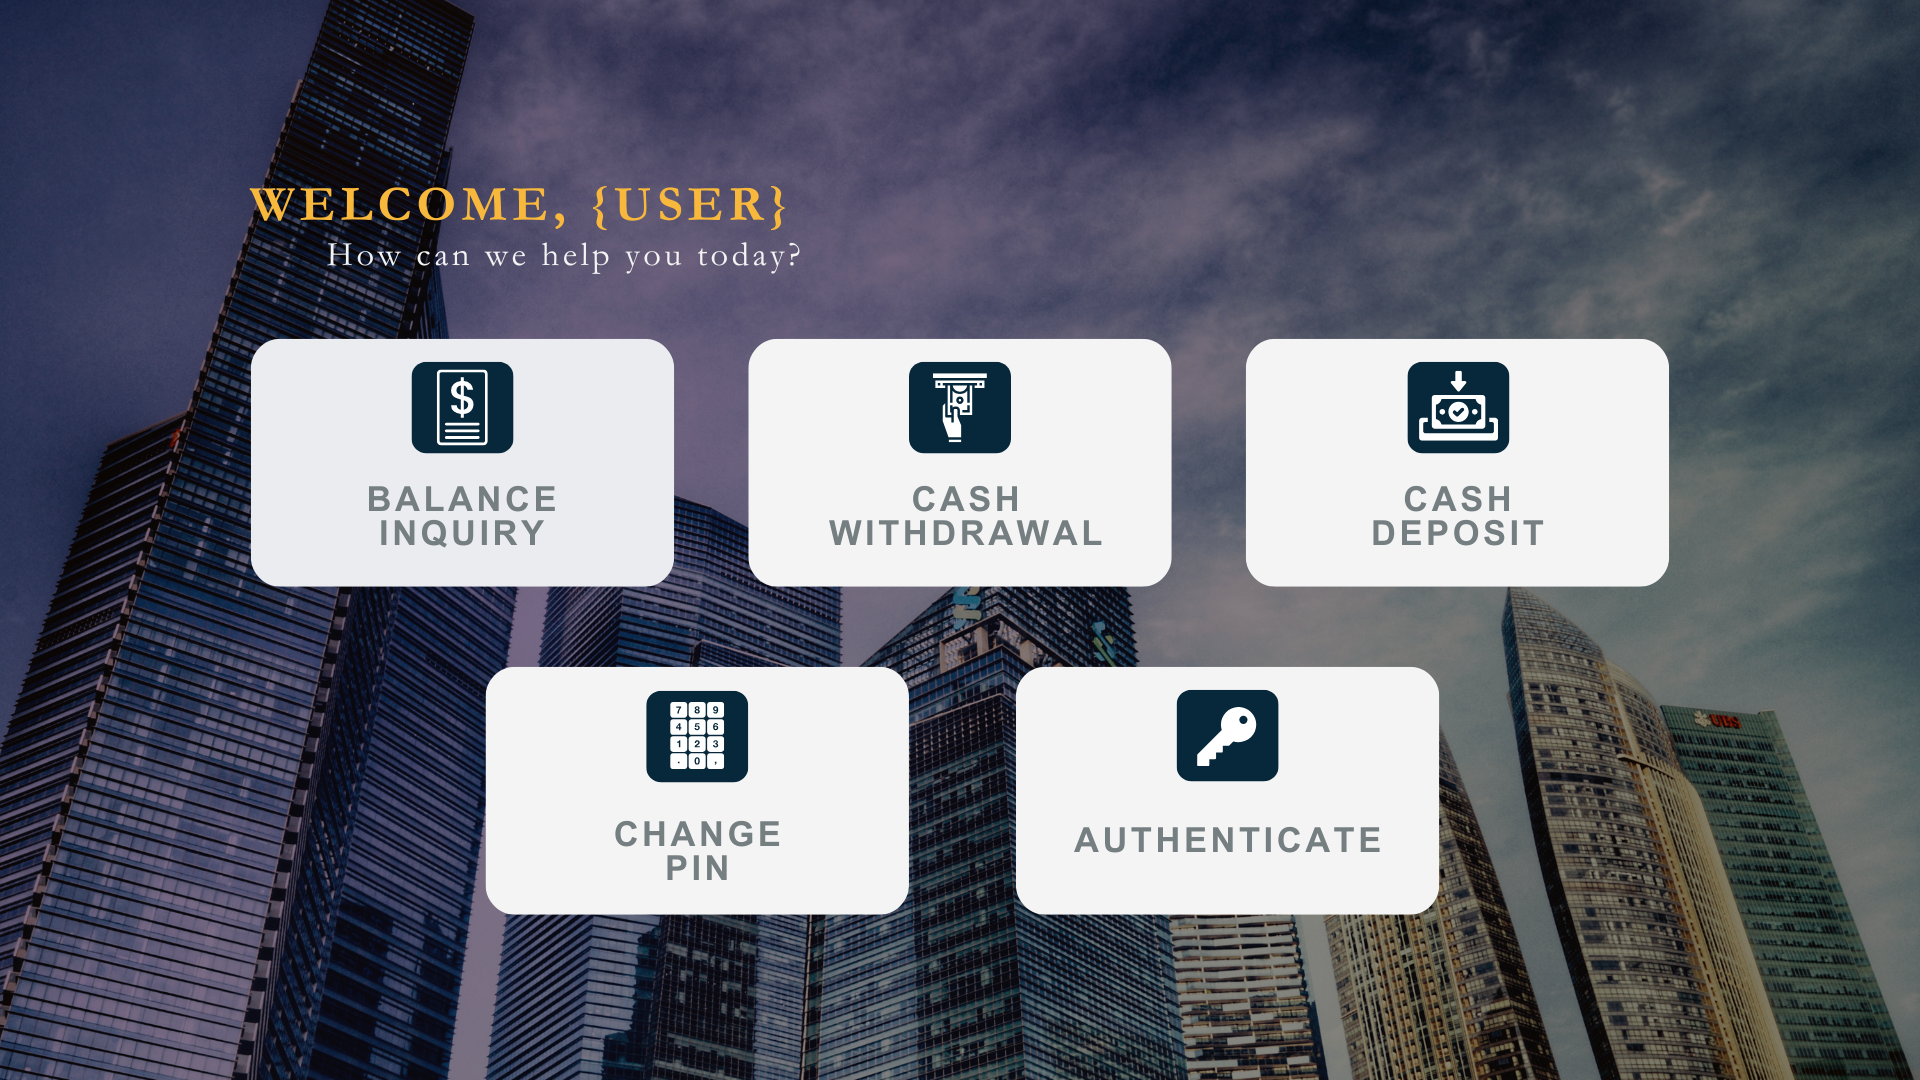 WELCOME, {USER}
How can we help you today?
$
BALANCE
INQUIRY
CASH
WITHDRAWAL
CASH
DEPOSIT
7 8 9
4 5 6
1 2 3
. 0 ,
CHANGE
PIN
AUTHENTICATE
UBS